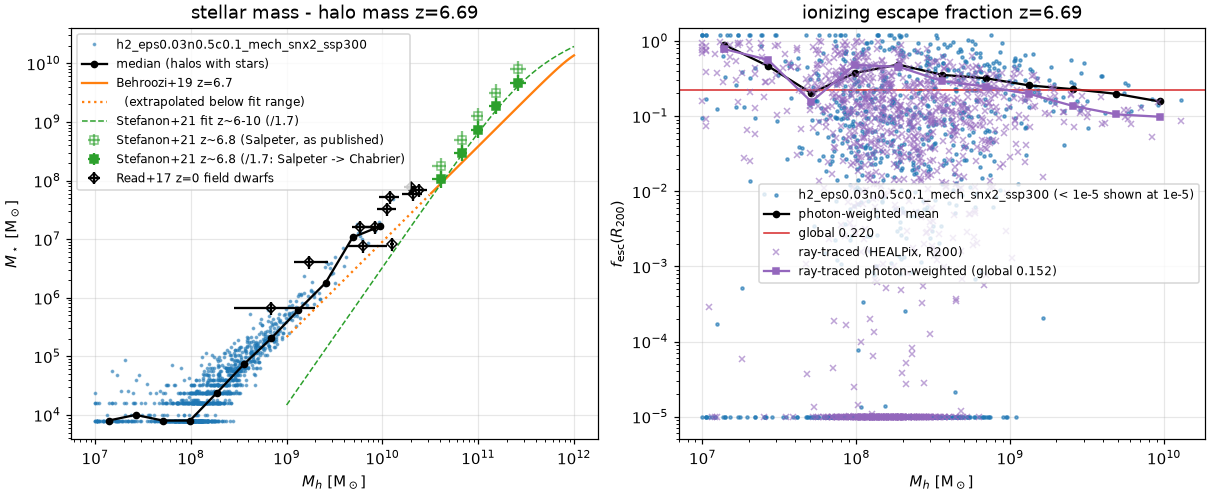 stellar mass - halo mass z=6.69
h2_eps0.03n0.5c0.1_mech_snx2_ssp300
median (halos with stars)
Behroozi+19 z=6.7
(extrapolated below fit range)
Stefanon+21 fit z~6-10 (/1.7)
Stefanon+21 z~6.8 (Salpeter, as published)
Stefanon+21 z~6.8 (/1.7: Salpeter -> Chabrier)
Read+17 z=0 field dwarfs
M⋆ [M⊙]
10^10
10^9
10^8
10^7
10^6
10^5
10^4
10^7 10^8 10^9 10^10 10^11 10^12
M_h [M⊙]
ionizing escape fraction z=6.69
h2_eps0.03n0.5c0.1_mech_snx2_ssp300 (< 1e-5 shown at 1e-5)
photon-weighted mean
global 0.220
ray-traced (HEALPix, R200)
ray-traced photon-weighted (global 0.152)
f_esc(R_200)
10^0
10^−1
10^−2
10^−3
10^−4
10^−5
10^7 10^8 10^9 10^10
M_h [M⊙]